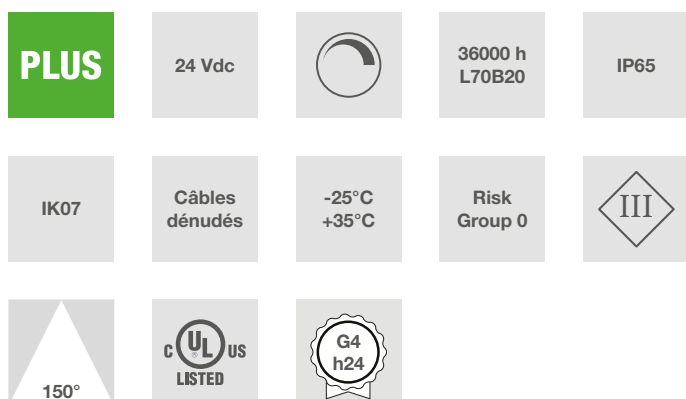 PLUS
24 Vdc
36000 h
L70B20
IP65
IK07
Câbles
dénudés
-25°C
+35°C
Risk
Group 0
III
150°
C UL ® US
LISTED
G4
h24